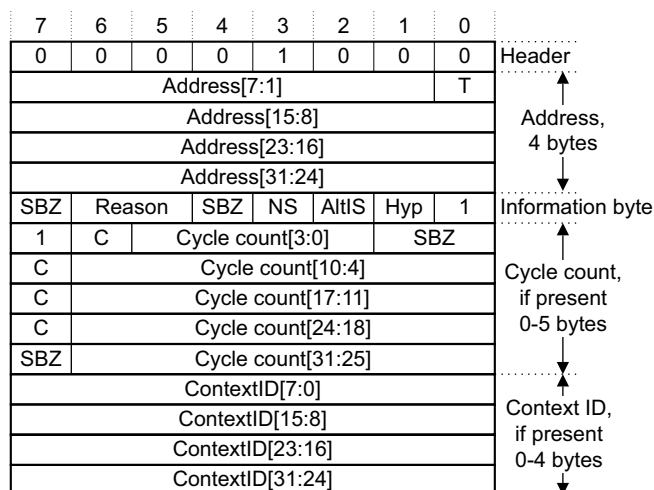 7 6 5 4 3 2 1 0
0 0 0 0 1 0 0 0 Header
Address[7:1] T
Address[15:8]
Address[23:16]
Address[31:24]
Address,
4 bytes
SBZ Reason SBZ NS AltIS Hyp 1 Information byte
1 C Cycle count[3:0] SBZ
C Cycle count[10:4]
C Cycle count[17:11]
C Cycle count[24:18]
SBZ Cycle count[31:25]
Cycle count,
if present
0-5 bytes
ContextID[7:0]
ContextID[15:8]
ContextID[23:16]
ContextID[31:24]
Context ID,
if present
0-4 bytes